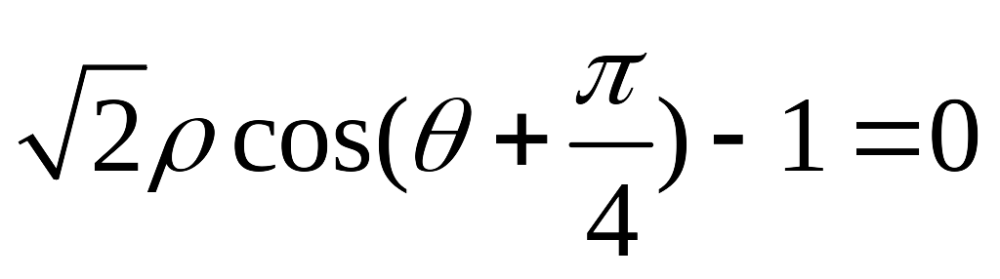 √2ρcos(θ + π/4) - 1 = 0